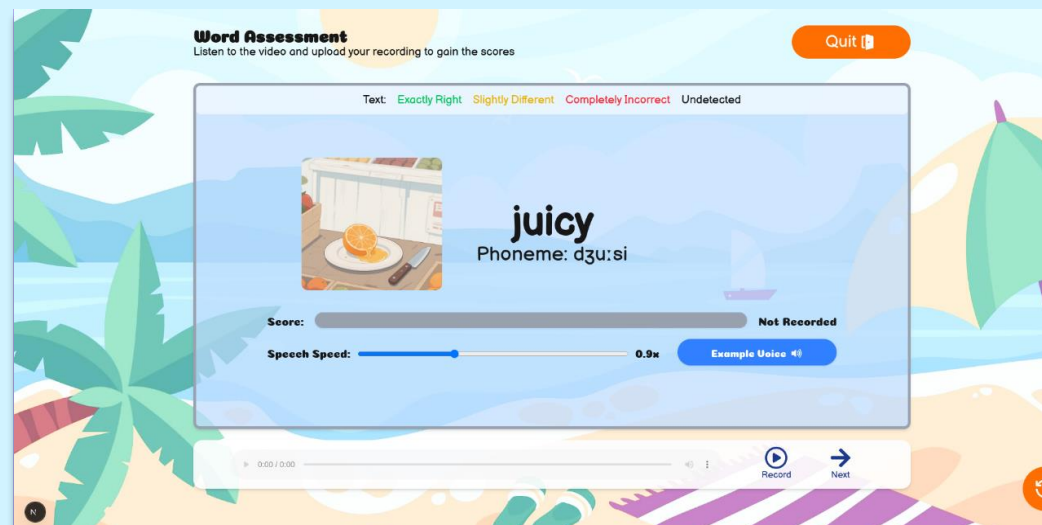 Word Assessment
Listen to the video and upload your recording to gain the scores
Quit
Text: Exactly Right Slightly Different Completely Incorrect Undetected
juicy
Phoneme: dʒuːsi
Score: Not Recorded
Speech Speed: 0.9x Example Voice
0:00 / 0:00
Record Next
N